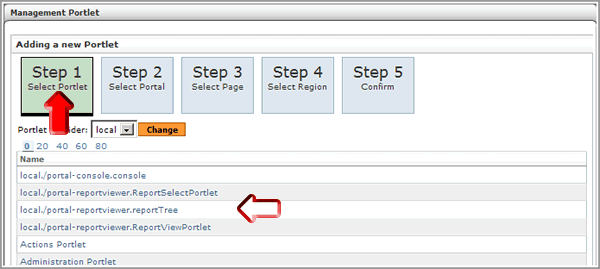 Management Portlet
Adding a new Portlet
Step 1 Step 2 Step 3 Step 4 Step 5
Select Portlet Select Portal Select Page Select Region Confirm
Portlet local Change
0 20 40 60 80
Name
local./portal-console.console
local./portal-reportviewer.ReportSelectPortlet
local./portal-reportviewer.reportTree
local./portal-reportviewer.ReportViewPortlet
Actions Portlet
Administration Portlet